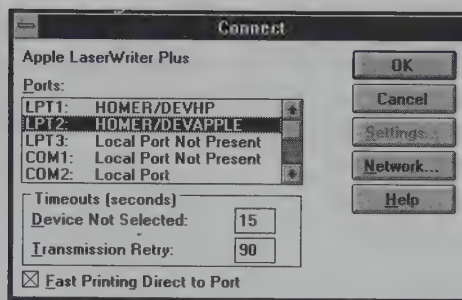 Connect
Apple LaserWriter Plus
Ports:
LPT1: HOMER/DEVHP
LPT2: HOMER/DEVAPPLE
LPT3: Local Port Not Present
COM1: Local Port Not Present
COM2: Local Port
Timeouts (seconds)
Device Not Selected: 15
Transmission Retry: 90
Fast Printing Direct to Port
OK
Cancel
Settings...
Network...
Help